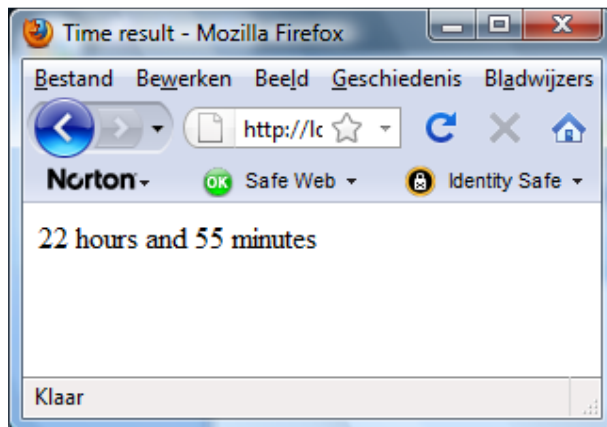 Time result - Mozilla Firefox
Bestand Bewerken Beeld Geschiedenis Bladwijzers
http://lc
Norton OK Safe Web Identity Safe
22 hours and 55 minutes
Klaar